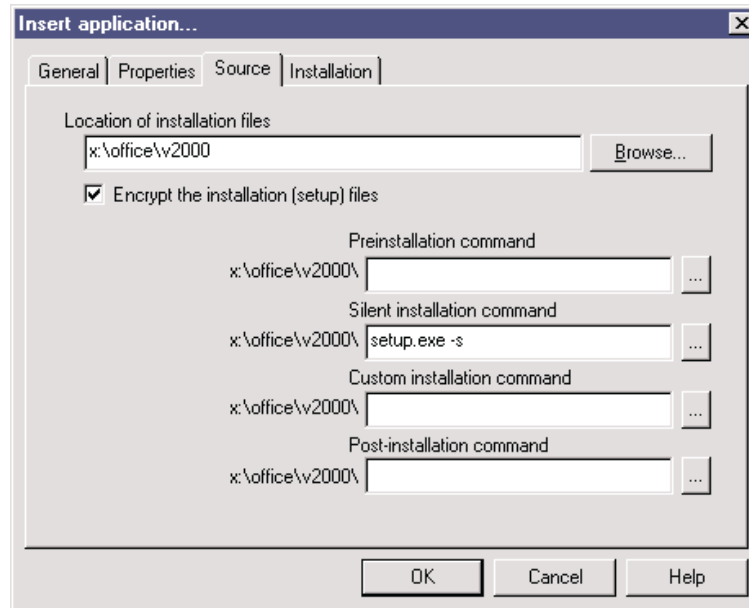 Insert application...
General Properties Source Installation
Location of installation files
x:\office\v2000 Browse...
Encrypt the installation (setup) files
Preinstallation command
x:\office\v2000\ ...
Silent installation command
x:\office\v2000\ setup.exe -s ...
Custom installation command
x:\office\v2000\ ...
Post-installation command
x:\office\v2000\ ...
OK Cancel Help